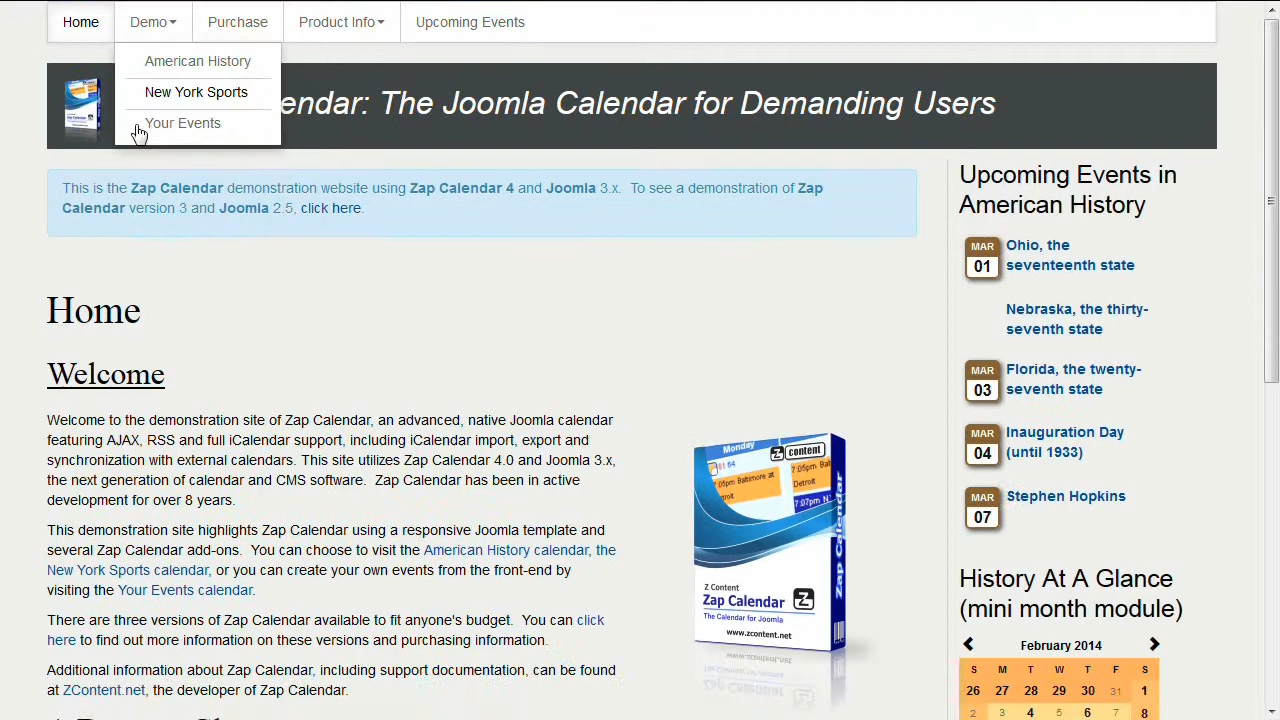 Home
Demo
Purchase
Product Info
Upcoming Events
American History
New York Sports
Your Events
endar: The Joomla Calendar for Demanding Users
This is the Zap Calendar demonstration website using Zap Calendar 4 and Joomla 3.x.  To see a demonstration of Zap
Calendar version 3 and Joomla 2.5, click here.
Home
Welcome
Welcome to the demonstration site of Zap Calendar, an advanced, native Joomla calendar
featuring AJAX, RSS and full iCalendar support, including iCalendar import, export and
synchronization with external calendars. This site utilizes Zap Calendar 4.0 and Joomla 3.x,
the next generation of calendar and CMS software.  Zap Calendar has been in active
development for over 8 years.
This demonstration site highlights Zap Calendar using a responsive Joomla template and
several Zap Calendar add-ons.  You can choose to visit the American History calendar, the
New York Sports calendar, or you can create your own events from the front-end by
visiting the Your Events calendar.
There are three versions of Zap Calendar available to fit anyone's budget.  You can click
here to find out more information on these versions and purchasing information.
Aditional information about Zap Calendar, including support documentation, can be found
at ZContent.net, the developer of Zap Calendar.
Monday
Z content
7:05pm Baltimore at
Detroit
7:05pm Bal
Detroit
7:07pm N
Z Content
Zap Calendar Z
The Calendar for Joomla
www.zcontent.net
Zap Calendar
Upcoming Events in
American History
MAR
01
Ohio, the
seventeenth state
Nebraska, the thirty-
seventh state
MAR
03
Florida, the twenty-
seventh state
MAR
04
Inauguration Day
(until 1933)
MAR
07
Stephen Hopkins
History At A Glance
(mini month module)
February 2014
S M T W T F S
26 27 28 29 30 31 1
2 3 4 5 6 7 8